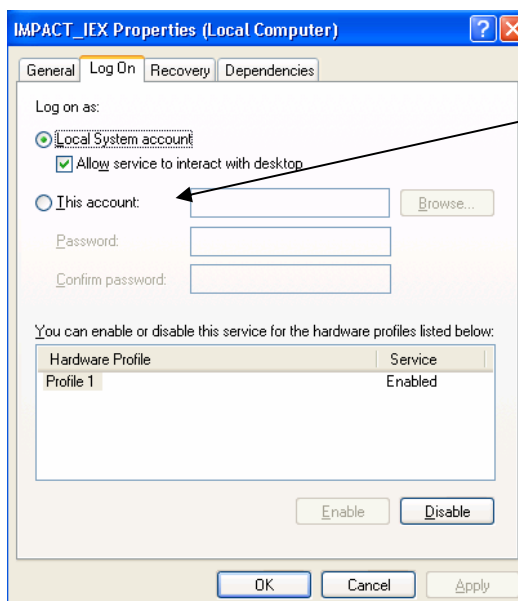 IMPACT_IEX Properties (Local Computer)
General Log On Recovery Dependencies
Log on as:
Local System account
Allow service to interact with desktop
This account:
Browse...
Password:
Confirm password:
You can enable or disable this service for the hardware profiles listed below:
Hardware Profile Service
Profile 1 Enabled
Enable Disable
OK Cancel Apply